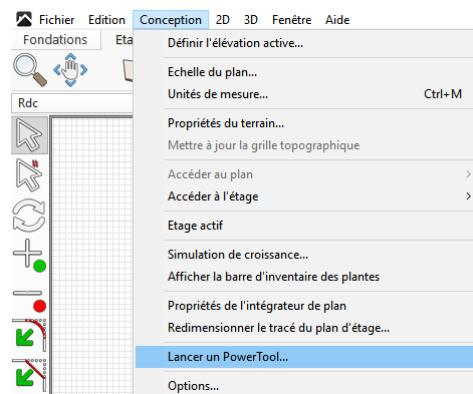 Fichier Edition Conception 2D 3D Fenêtre Aide
Fondations Eta
Définir l'élévation active...
Echelle du plan...
Unités de mesure... Ctrl+M
Rdc
Propriétés du terrain...
Mettre à jour la grille topographique
Accéder au plan
Accéder à l'étage
Etage actif
Simulation de croissance...
Afficher la barre d'inventaire des plantes
Propriétés de l'intégrateur de plan
Redimensionner le tracé du plan d'étage...
Lancer un PowerTool...
Options...